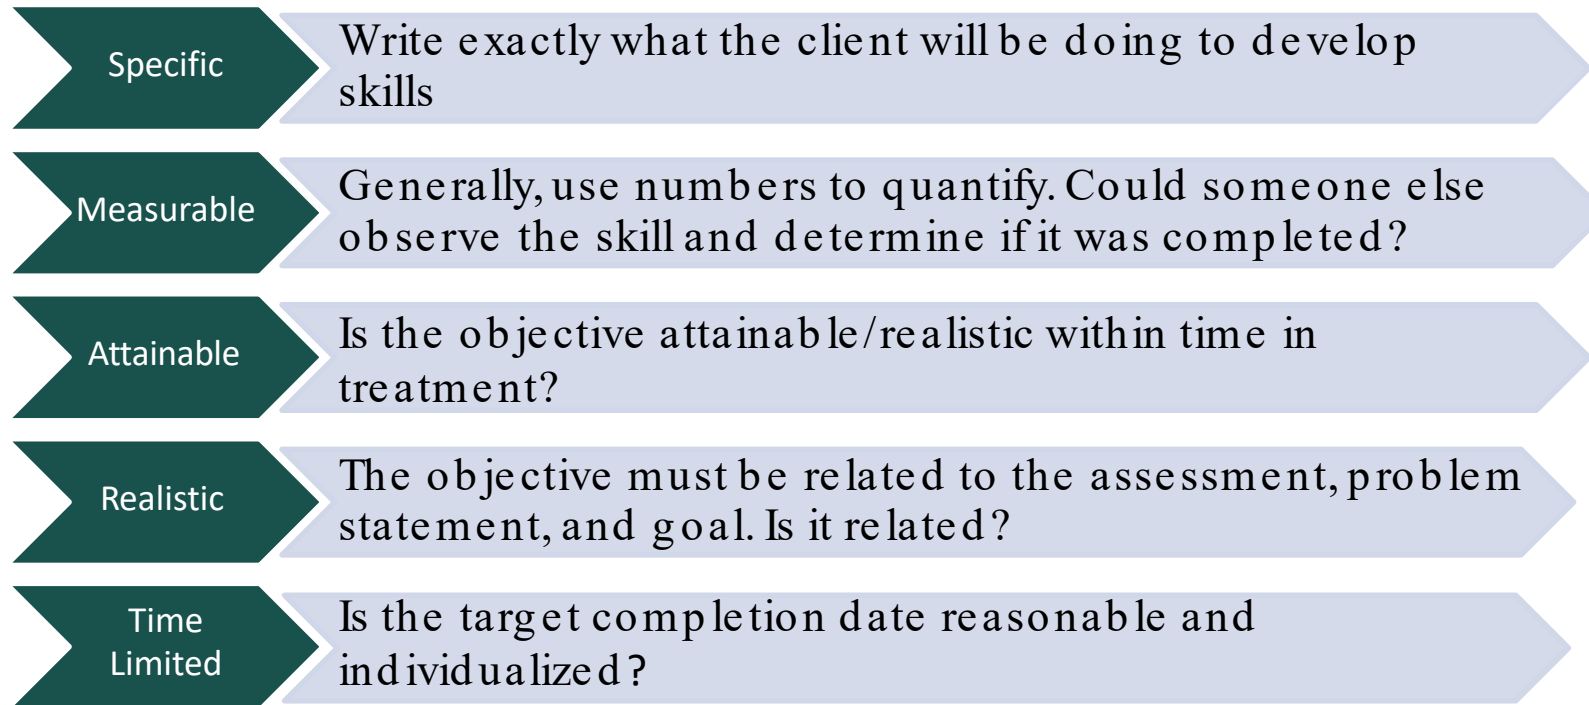 Specific
Write exactly what the client will be doing to develop
skills
Measurable
Generally, use numbers to quantify. Could someone else
observe the skill and determine if it was completed?
Attainable
Is the objective attainable/realistic within time in
treatment?
Realistic
The objective must be related to the assessment, problem
statement, and goal. Is it related?
Time
Limited
Is the target completion date reasonable and
individualized?